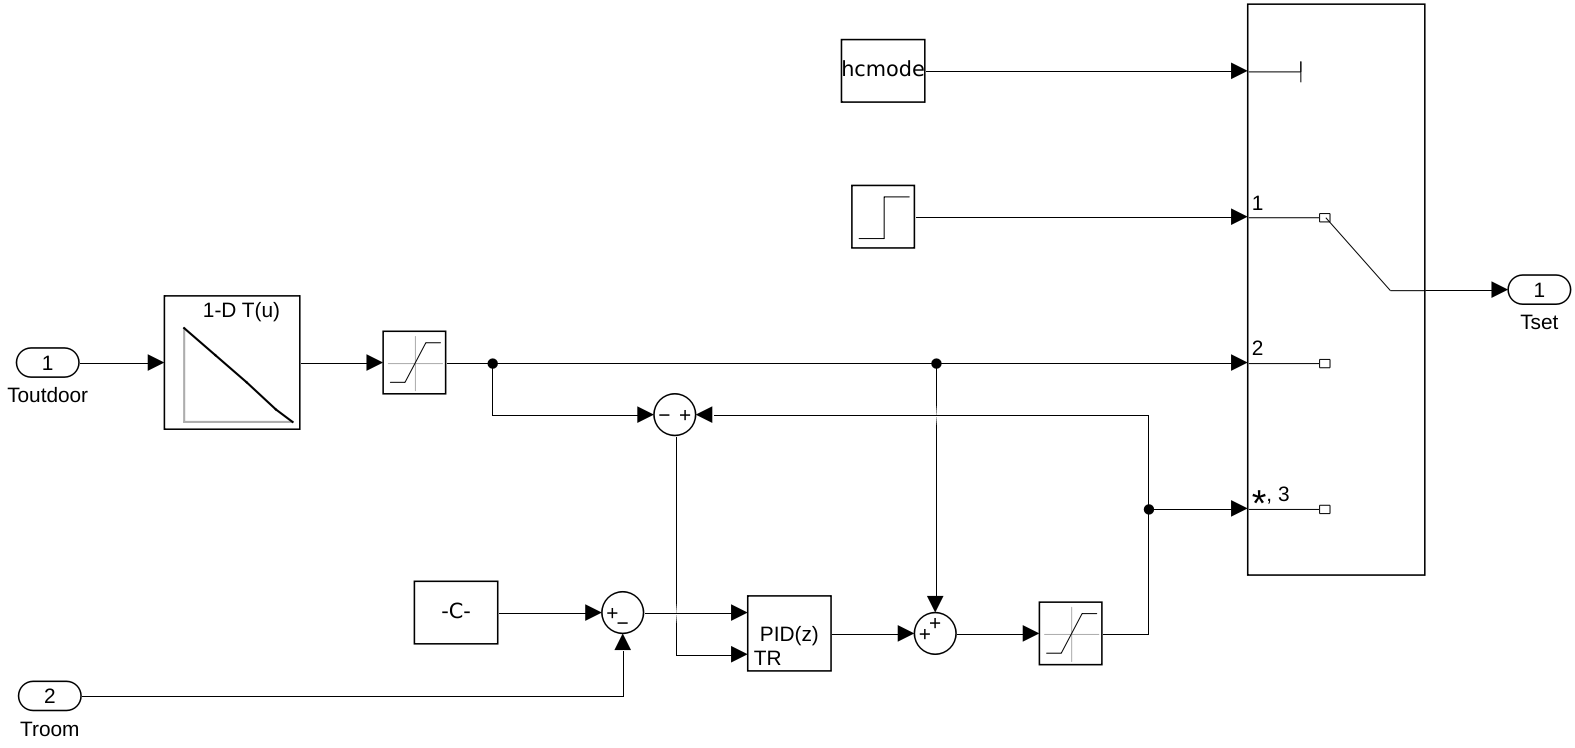 hcmode
1
1-D T(u)
1
Tset
1
Toutdoor
2
− +
*, 3
-C-
+
−
PID(z)
TR
+
+
2
Troom